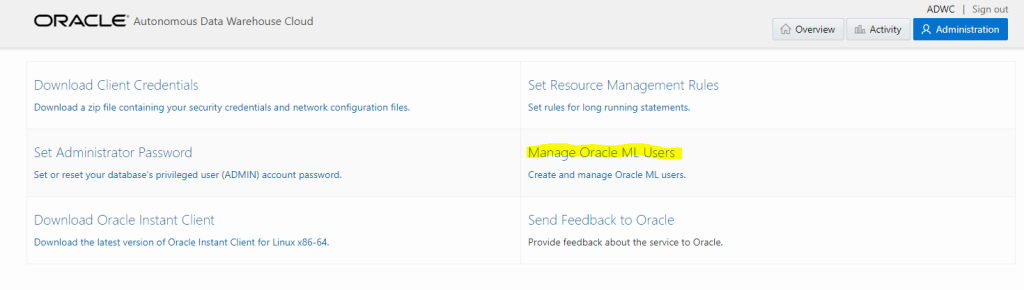 ORACLE® Autonomous Data Warehouse Cloud
ADWC | Sign out
Overview
Activity
Administration
Download Client Credentials
Download a zip file containing your security credentials and network configuration files.
Set Resource Management Rules
Set rules for long running statements.
Set Administrator Password
Set or reset your database's privileged user (ADMIN) account password.
Manage Oracle ML Users
Create and manage Oracle ML users.
Download Oracle Instant Client
Download the latest version of Oracle Instant Client for Linux x86-64.
Send Feedback to Oracle
Provide feedback about the service to Oracle.